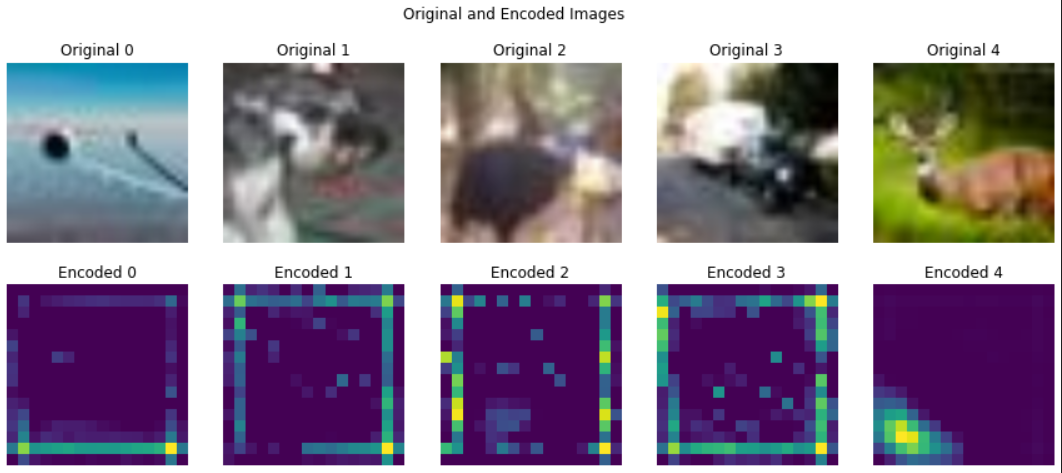 Original and Encoded Images
Original 0 Original 1 Original 2 Original 3 Original 4
Encoded 0 Encoded 1 Encoded 2 Encoded 3 Encoded 4